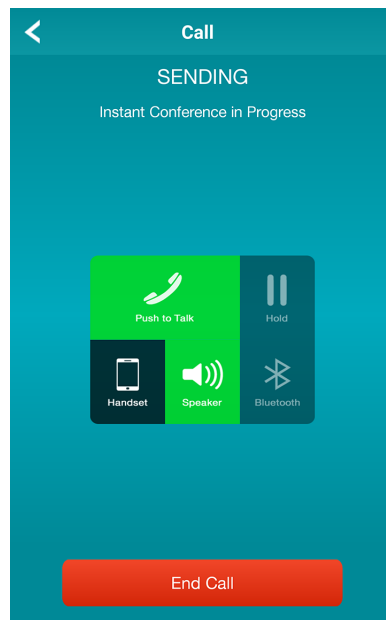 Call
SENDING
Instant Conference in Progress
Push to Talk
Hold
Handset
Speaker
Bluetooth
End Call